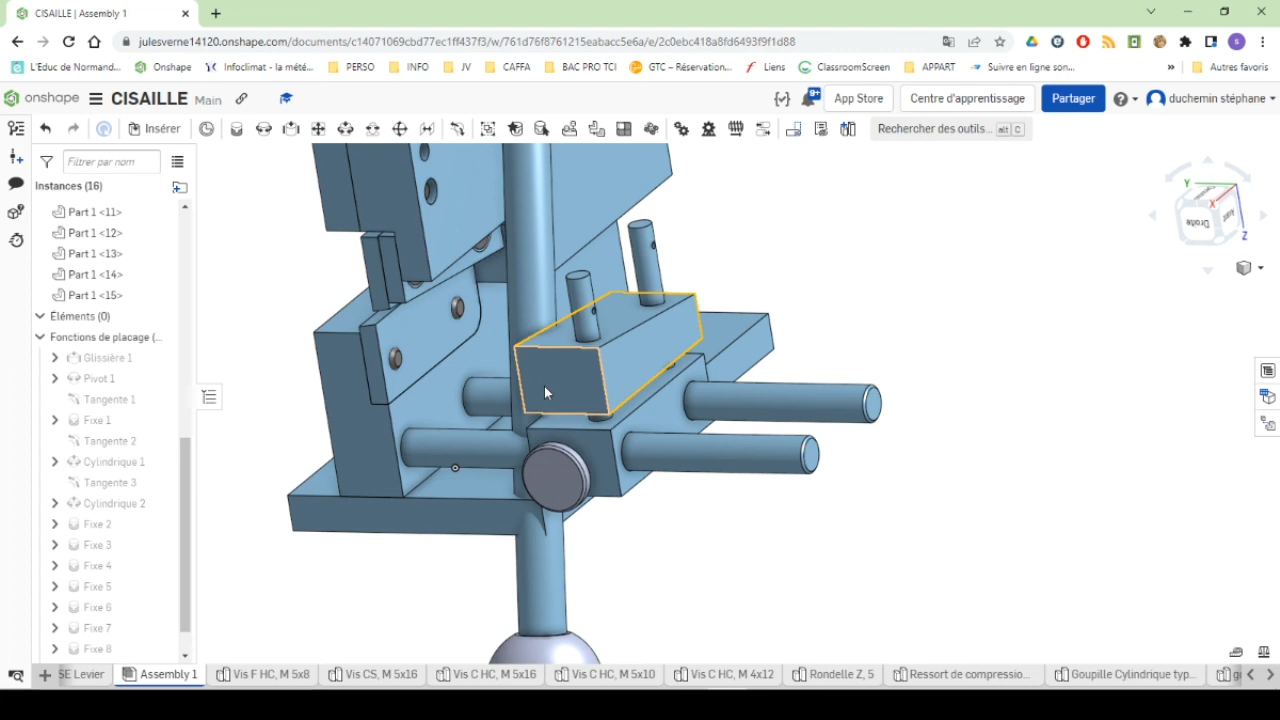 CISAILLE | Assembly 1
julesverne14120.onshape.com/documents/c14071069cbd77ec1ff437f3/w/761d76f8761215eabacc5e6a/e/2c0ebc418a8fd6493f9f1d88
S
L'Educ de Normand...
Onshape
Infoclimat - la mété...
PERSO
INFO
JV
CAFFA
BAC PRO TCI
GTC – Réservation...
Liens
ClassroomScreen
APPART
Suivre en ligne son...
»
Autres favoris
onshape
CISAILLE Main
9+
App Store
Centre d'apprentissage
Partager
duchemin stéphane
Insérer
Rechercher des outils... alt C
Filtrer par nom
Instances (16)
Part 1 <11>
Part 1 <12>
Part 1 <13>
Part 1 <14>
Part 1 <15>
Éléments (0)
Fonctions de placage (...
Glissière 1
Pivot 1
Tangente 1
Fixe 1
Tangente 2
Cylindrique 1
Tangente 3
Cylindrique 2
Fixe 2
Fixe 3
Fixe 4
Fixe 5
Fixe 6
Fixe 7
Fixe 8
Y
X
Z
Droite
SE Levier
Assembly 1
Vis F HC, M 5x8
Vis CS, M 5x16
Vis C HC, M 5x16
Vis C HC, M 5x10
Vis C HC, M 4x12
Rondelle Z, 5
Ressort de compressio...
Goupille Cylindrique typ...